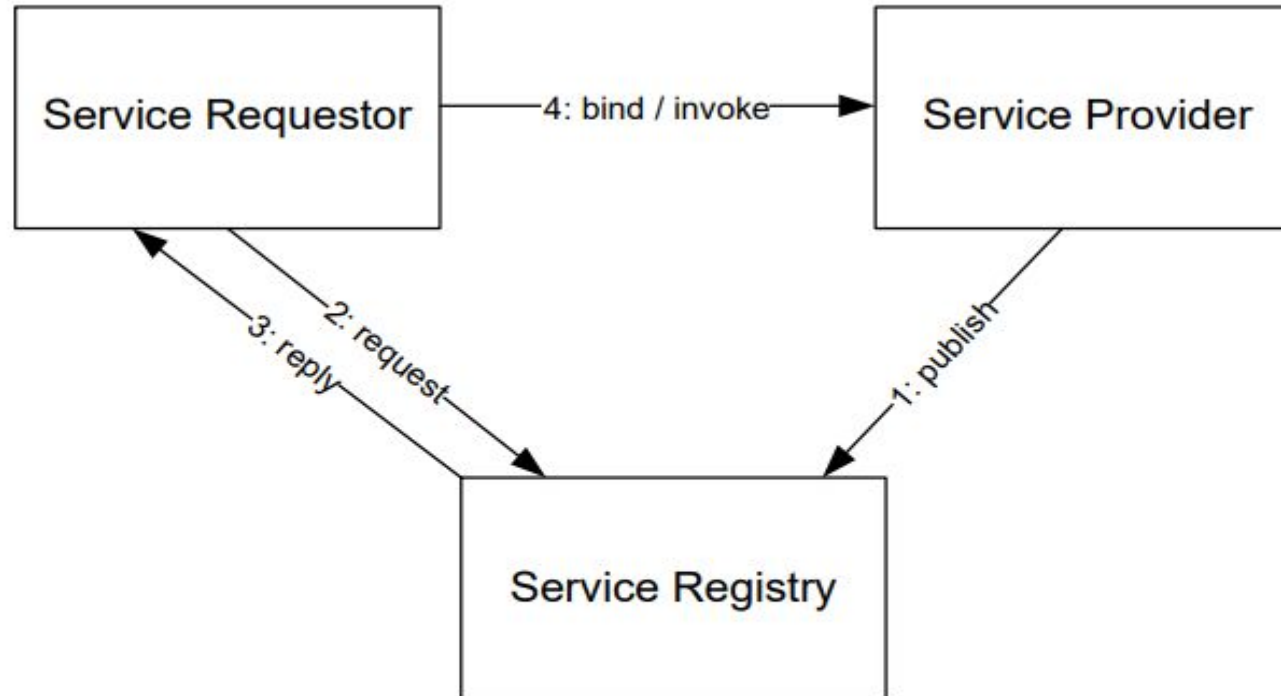 Service Requestor
4: bind / invoke
Service Provider
3: reply
2: request
1: publish
Service Registry